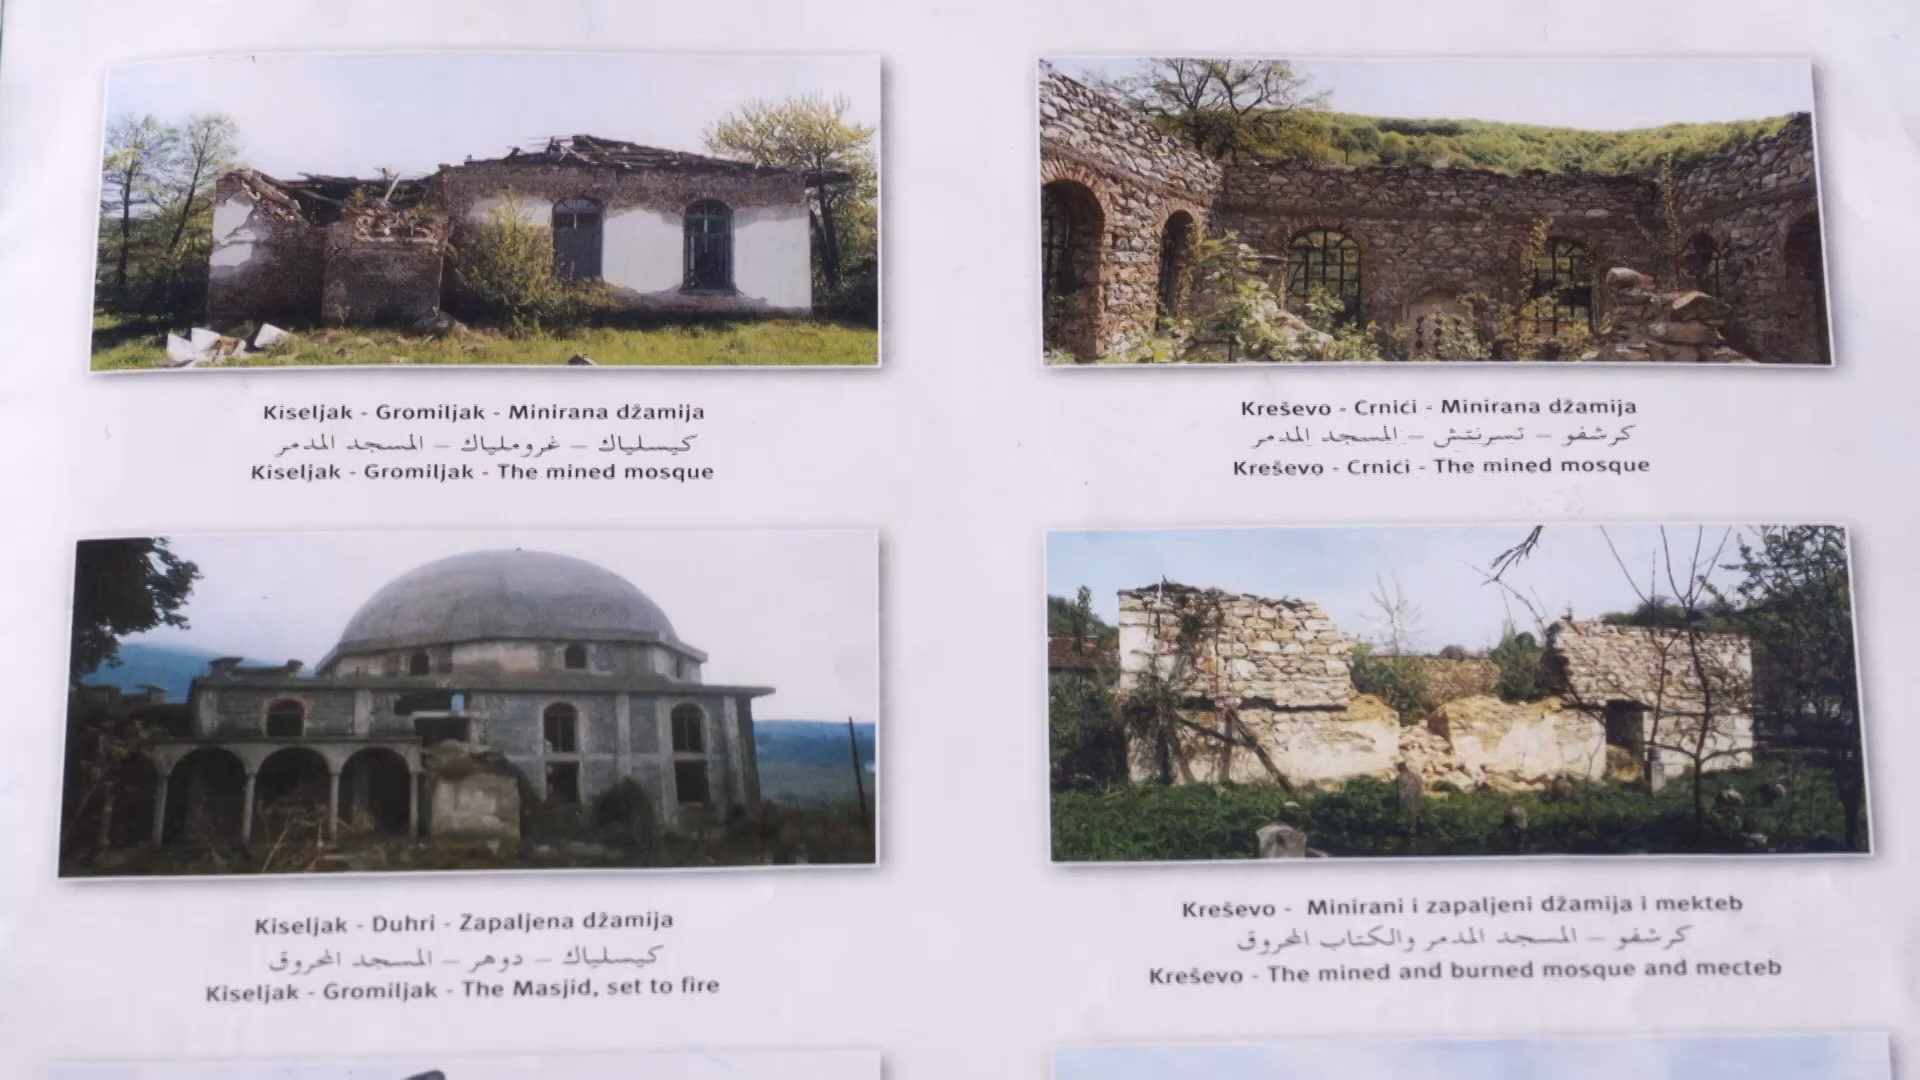 Kiseljak - Gromiljak - Minirana džamija
كيسلياك – غروملياك – المسجد المدمر
Kiseljak - Gromiljak - The mined mosque
Kreševo - Crnići - Minirana džamija
كرشفو – تسرنتش – المسجد المدمر
Kreševo - Crnići - The mined mosque
Kiseljak - Duhri - Zapaljena džamija
كيسلياك – دوهر – المسجد المحروق
Kiseljak - Gromiljak - The Masjid, set to fire
Kreševo - Minirani i zapaljeni džamija i mekteb
كرشفو – المسجد المدمر والكتاب المحروق
Kreševo - The mined and burned mosque and mecteb